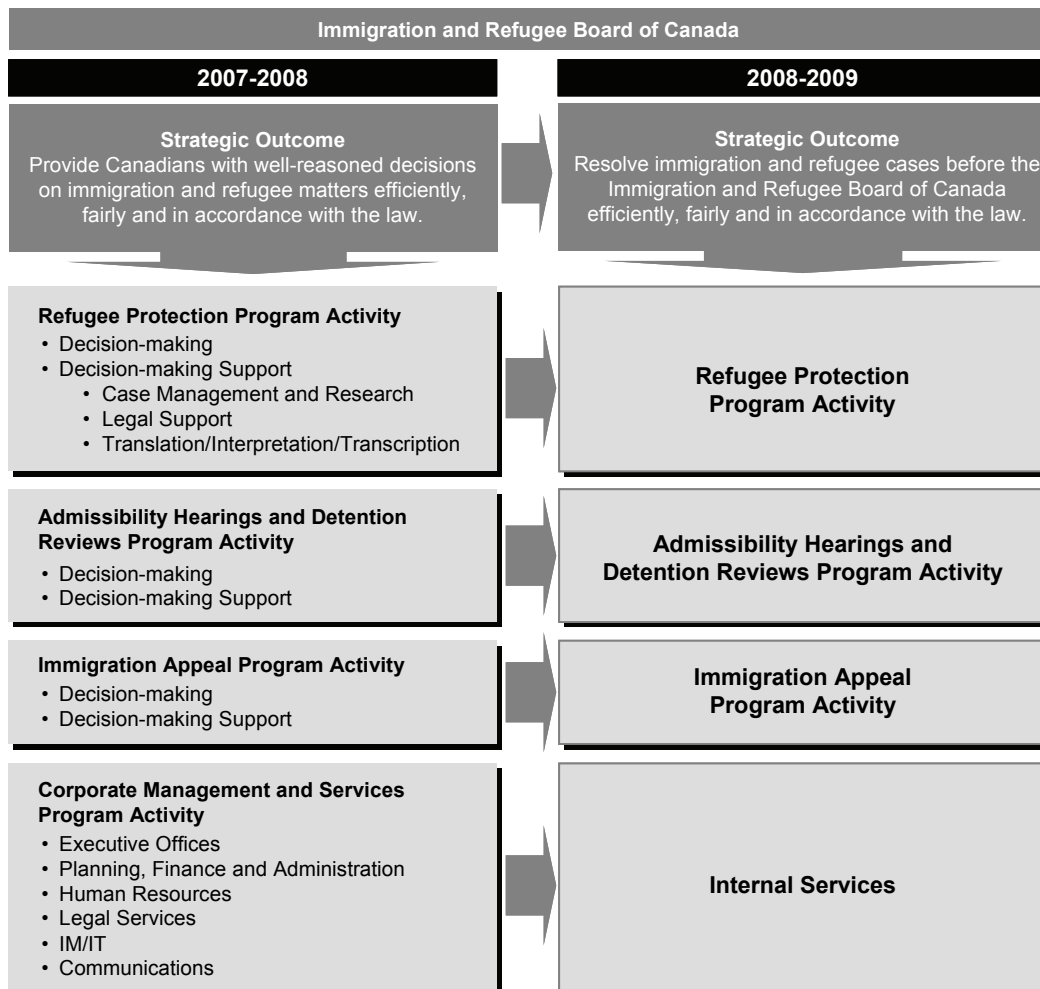 Immigration and Refugee Board of Canada
2007-2008
2008-2009
Strategic Outcome
Provide Canadians with well-reasoned decisions
on immigration and refugee matters efficiently,
fairly and in accordance with the law.
Strategic Outcome
Resolve immigration and refugee cases before the
Immigration and Refugee Board of Canada
efficiently, fairly and in accordance with the law.
Refugee Protection Program Activity
• Decision-making
• Decision-making Support
• Case Management and Research
• Legal Support
• Translation/Interpretation/Transcription
Refugee Protection
Program Activity
Admissibility Hearings and Detention
Reviews Program Activity
• Decision-making
• Decision-making Support
Admissibility Hearings and
Detention Reviews Program Activity
Immigration Appeal Program Activity
• Decision-making
• Decision-making Support
Immigration Appeal
Program Activity
Corporate Management and Services
Program Activity
• Executive Offices
• Planning, Finance and Administration
• Human Resources
• Legal Services
• IM/IT
• Communications
Internal Services